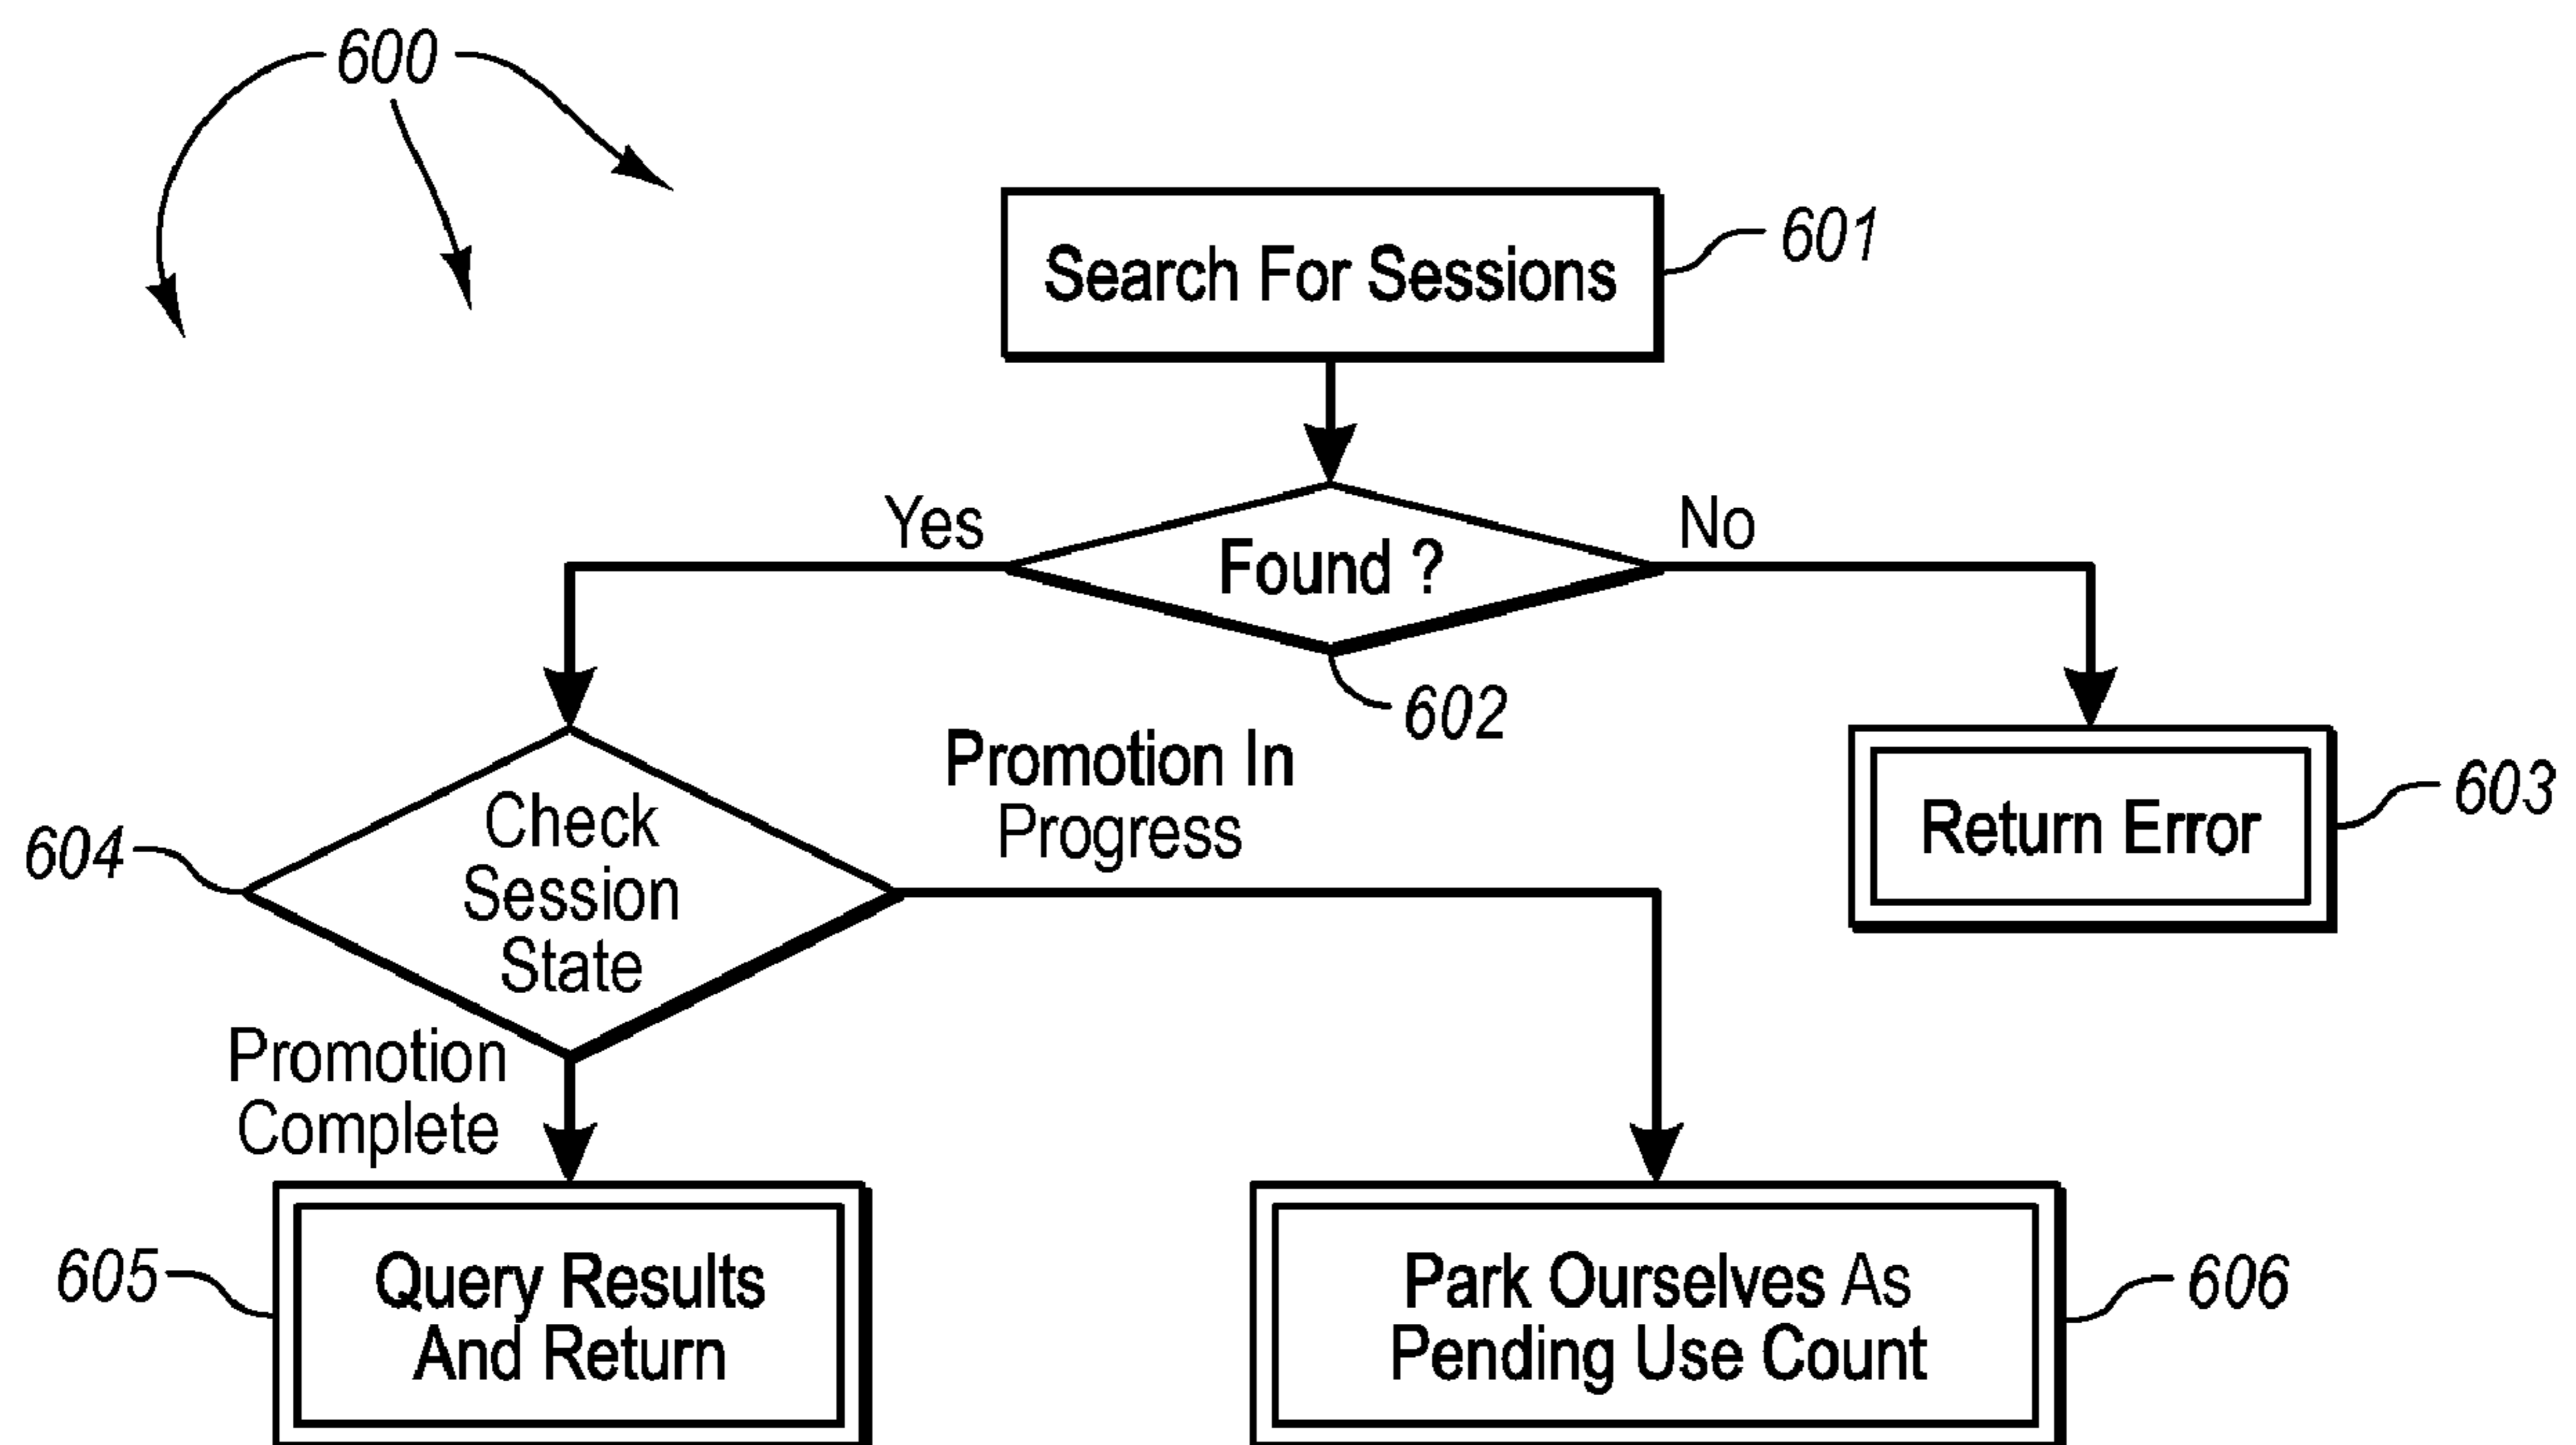 600
Search For Sessions
601
Yes
Found ?
No
602
Return Error
603
604
Check
Session
State
Promotion In
Progress
Promotion
Complete
605
Query Results
And Return
Park Ourselves As
Pending Use Count
606